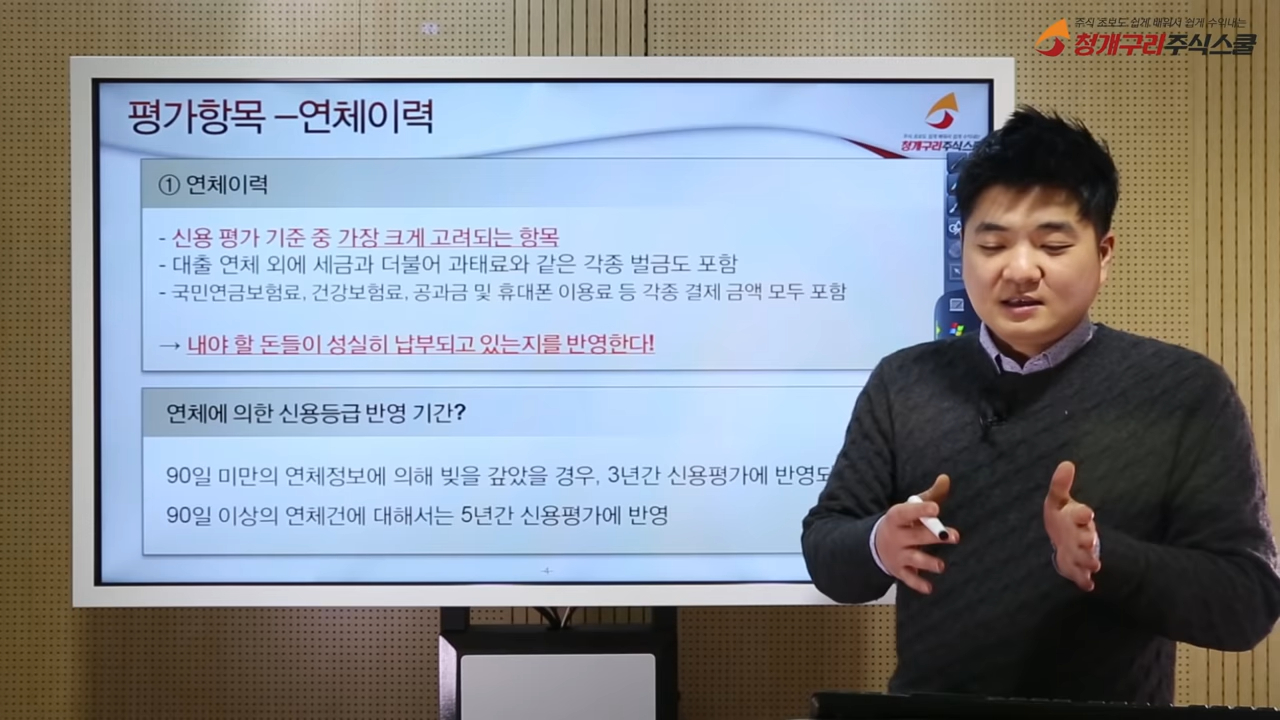 주식 초보도 쉽게 배워서 쉽게 수익내는
청개구리주식스쿨
평가항목 –연체이력
청개구리주식스쿨
① 연체이력
- 신용 평가 기준 중 가장 크게 고려되는 항목
- 대출 연체 외에 세금과 더불어 과태료와 같은 각종 벌금도 포함
- 국민연금보험료, 건강보험료, 공과금 및 휴대폰 이용료 등 각종 결제 금액 모두 포함
→ 내야 할 돈들이 성실히 납부되고 있는지를 반영한다!
연체에 의한 신용등급 반영 기간?
90일 미만의 연체정보에 의해 빚을 갚았을 경우, 3년간 신용평가에 반영되
90일 이상의 연체건에 대해서는 5년간 신용평가에 반영